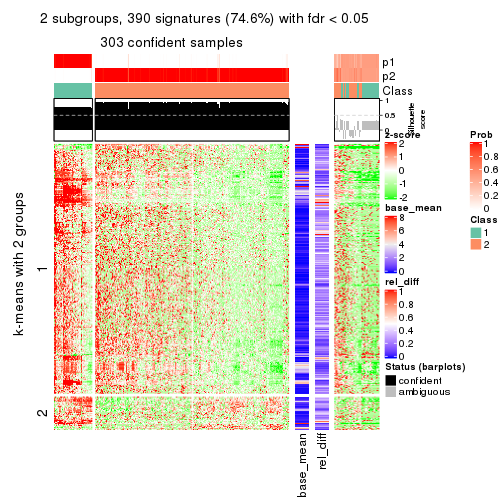 2 subgroups, 390 signatures (74.6%) with fdr < 0.05
303 confident samples
p1
p2
Class
1
0.5
0
Silhouette
score
k-means with 2 groups
1
2
base_mean
rel_diff
z-score
2
1
0
-1
-2
base_mean
8
6
4
2
0
rel_diff
1
0.8
0.6
0.4
0.2
0
Status (barplots)
confident
ambiguous
Prob
1
0.8
0.6
0.4
0.2
0
Class
1
2